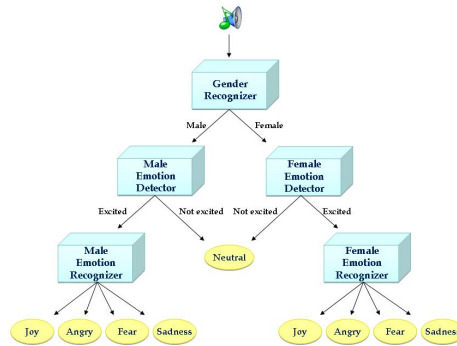 Gender
Recognizer
Male
Female
Male
Emotion
Detector
Female
Emotion
Detector
Excited
Not excited
Not excited
Excited
Male
Emotion
Recognizer
Neutral
Female
Emotion
Recognizer
Joy
Angry
Fear
Sadness
Joy
Angry
Fear
Sadness